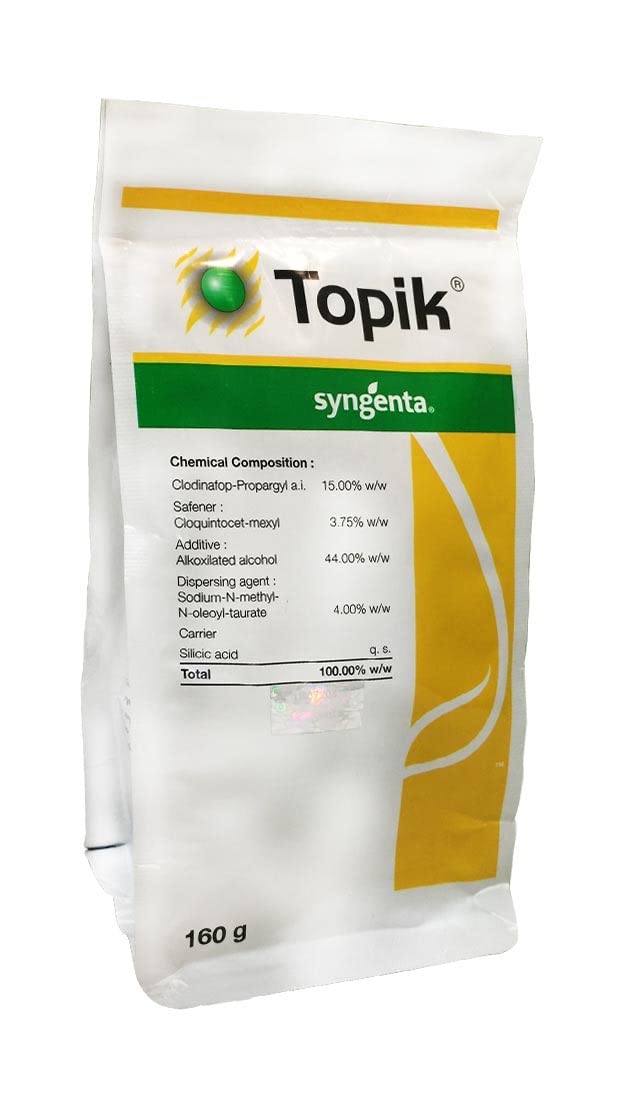 Topik®
syngenta®
Chemical Composition :
Clodinafop-Propargyl a.i. 15.00% w/w
Safener :
Cloquintocet-mexyl 3.75% w/w
Additive :
Alkoxilated alcohol 44.00% w/w
Dispersing agent :
Sodium-N-methyl-
N-oleoyl-taurate 4.00% w/w
Carrier
Silicic acid q. s.
Total 100.00% w/w
TM
160 g